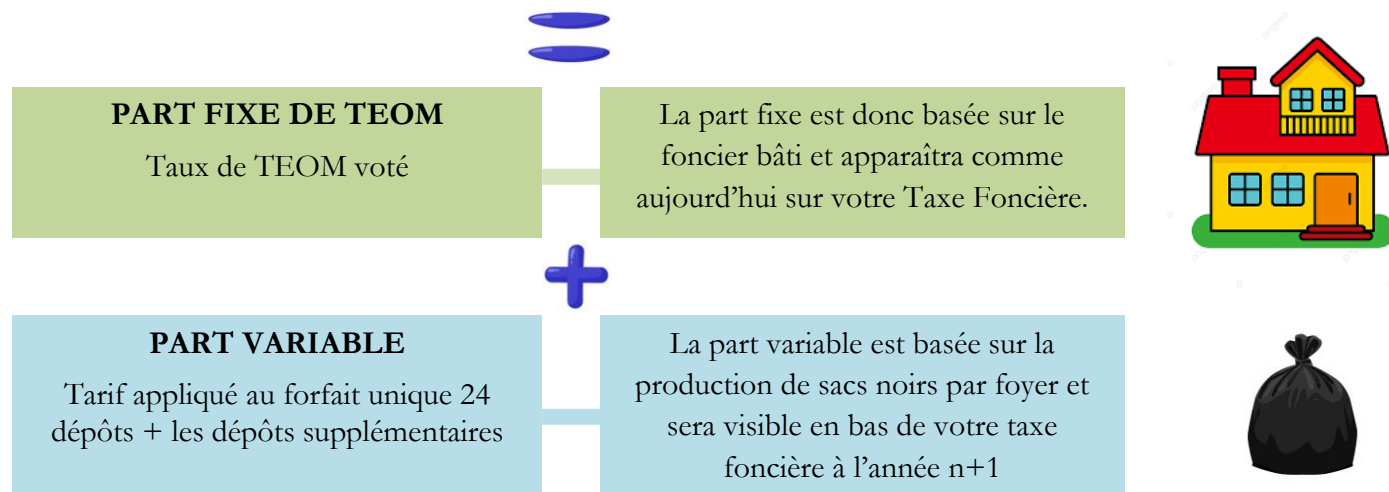 PART FIXE DE TEOM
Taux de TEOM voté
La part fixe est donc basée sur le
foncier bâti et apparaîtra comme
aujourd’hui sur votre Taxe Foncière.
PART VARIABLE
Tarif appliqué au forfait unique 24
dépôts + les dépôts supplémentaires
La part variable est basée sur la
production de sacs noirs par foyer et
sera visible en bas de votre taxe
foncière à l’année n+1